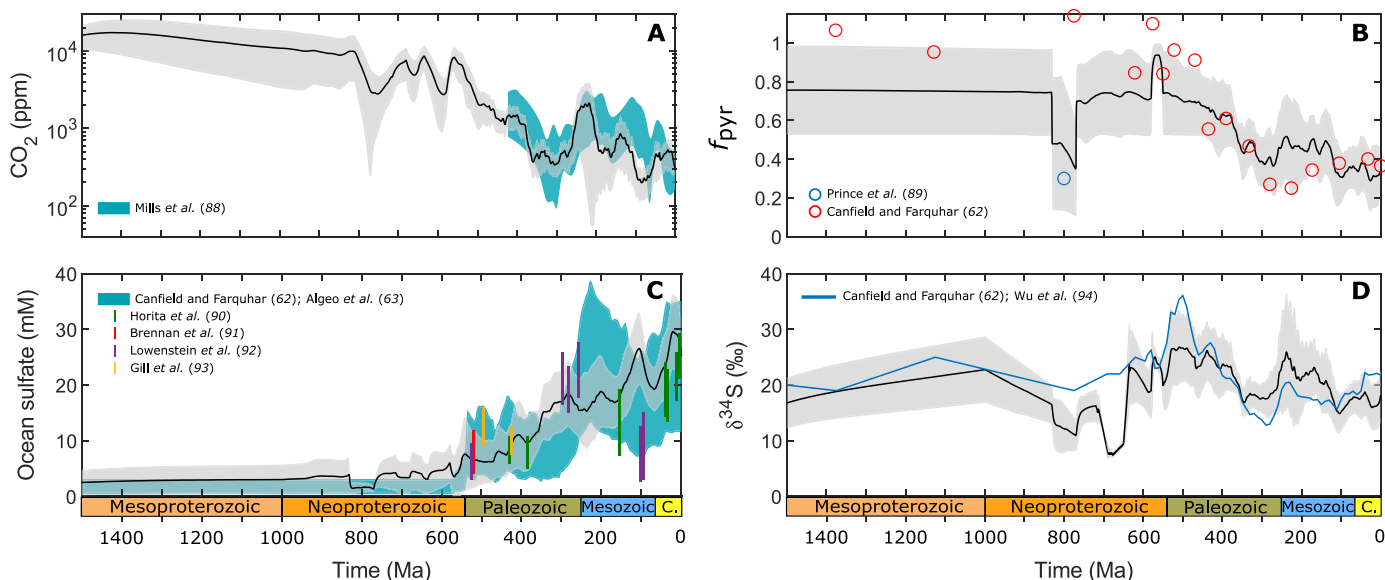 A
CO2 (ppm)
10^4
10^3
10^2
Mills et al. (88)
B
fpyr
1
0.8
0.6
0.4
0.2
0
Prince et al. (89)
Canfield and Farquhar (62)
C
Ocean sulfate (mM)
40
30
20
10
0
Canfield and Farquhar (62); Algeo et al. (63)
Horita et al. (90)
Brennan et al. (91)
Lowenstein et al. (92)
Gill et al. (93)
Mesoproterozoic Neoproterozoic Paleozoic Mesozoic C.
1400 1200 1000 800 600 400 200 0
Time (Ma)
D
δ34S (‰)
40
30
20
10
0
Canfield and Farquhar (62); Wu et al. (94)
Mesoproterozoic Neoproterozoic Paleozoic Mesozoic C.
1400 1200 1000 800 600 400 200 0
Time (Ma)